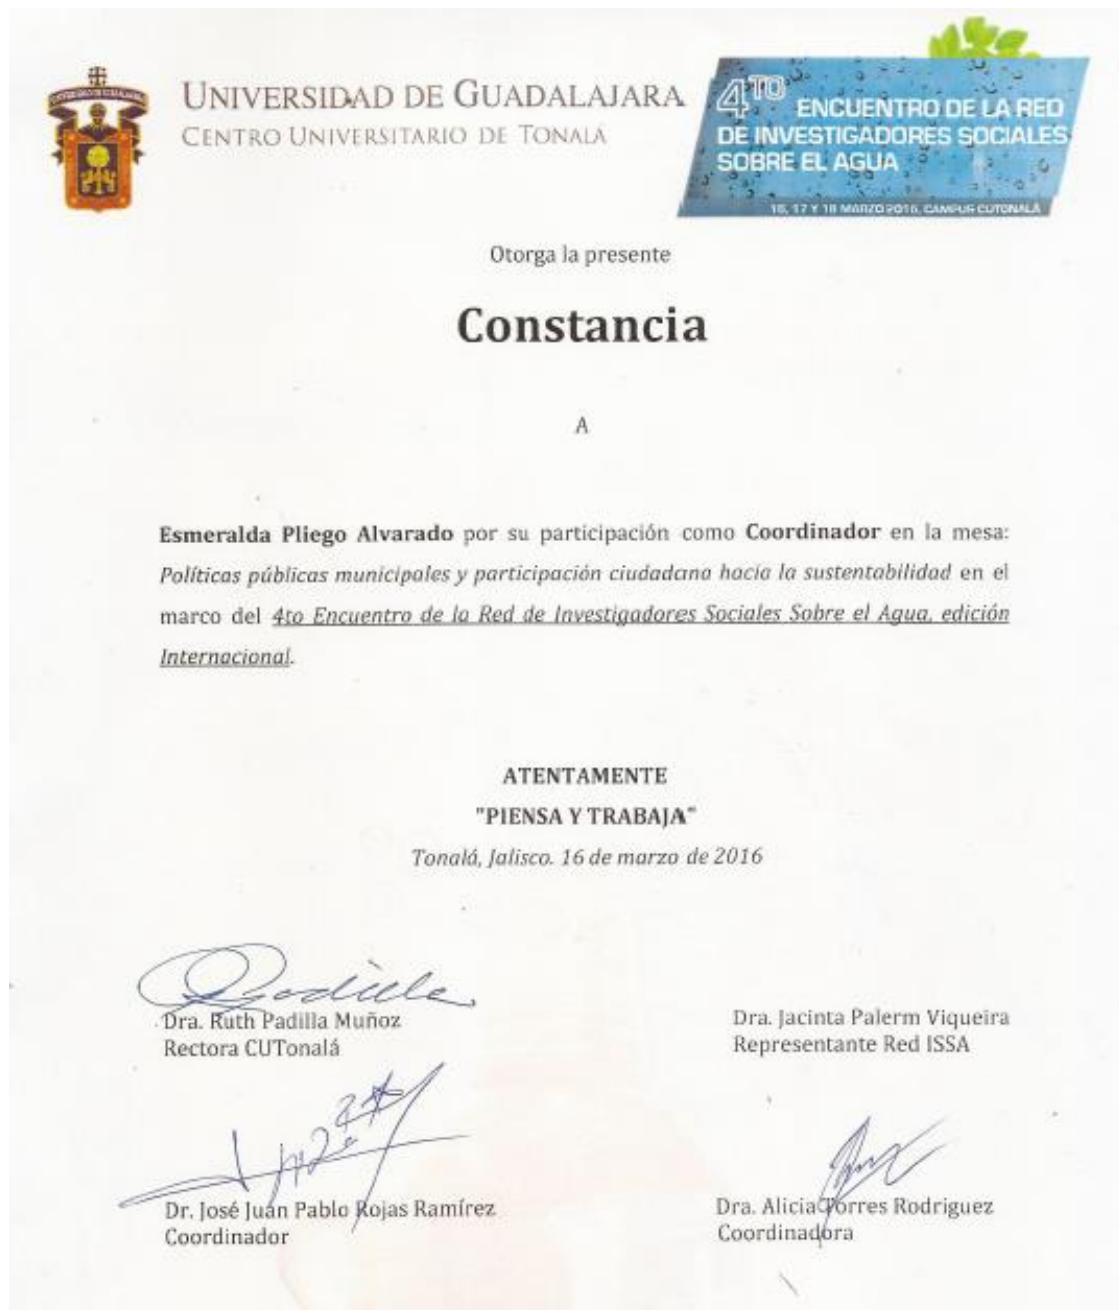 UNIVERSIDAD DE GUADALAJARA
CENTRO UNIVERSITARIO DE TONALÁ
4TO ENCUENTRO DE LA RED
DE INVESTIGADORES SOCIALES
SOBRE EL AGUA
16, 17 Y 18 MARZO 2016, CAMPUS CUTONALÁ
Otorga la presente
Constancia
A
Esmeralda Pliego Alvarado por su participación como Coordinador en la mesa:
Políticas públicas municipales y participación ciudadana hacia la sustentabilidad en el
marco del 4to Encuentro de la Red de Investigadores Sociales Sobre el Agua, edición
Internacional.
ATENTAMENTE
"PIENSA Y TRABAJA"
Tonalá, Jalisco. 16 de marzo de 2016
Dra. Ruth Padilla Muñoz
Rectora CUTonalá
Dra. Jacinta Palerm Viqueira
Representante Red ISSA
Dr. José Juan Pablo Rojas Ramírez
Coordinador
Dra. Alicia Torres Rodriguez
Coordinadora